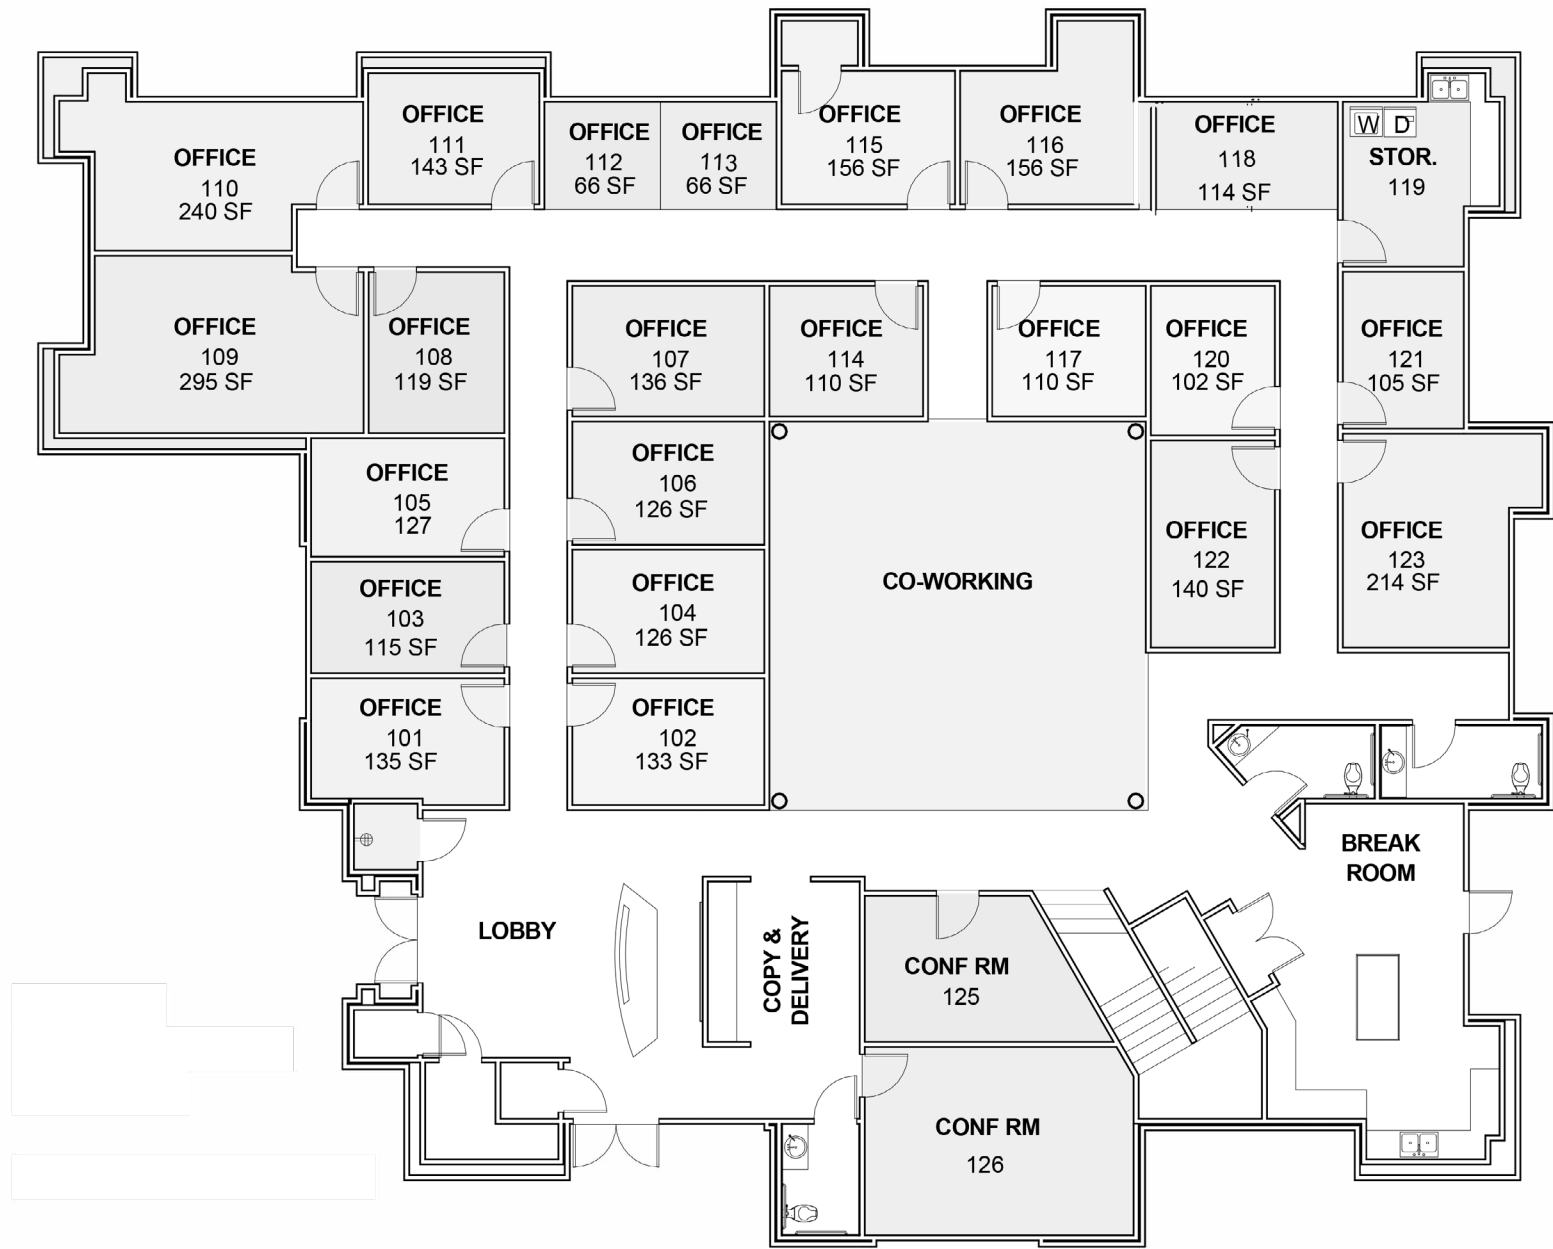 OFFICE
110
240 SF
OFFICE
111
143 SF
OFFICE
112
66 SF
OFFICE
113
66 SF
OFFICE
115
156 SF
OFFICE
116
156 SF
OFFICE
118
114 SF
W D
STOR.
119
OFFICE
109
295 SF
OFFICE
108
119 SF
OFFICE
107
136 SF
OFFICE
114
110 SF
OFFICE
117
110 SF
OFFICE
120
102 SF
OFFICE
121
105 SF
OFFICE
105
127
OFFICE
106
126 SF
CO-WORKING
OFFICE
122
140 SF
OFFICE
123
214 SF
OFFICE
103
115 SF
OFFICE
104
126 SF
OFFICE
101
135 SF
OFFICE
102
133 SF
BREAK
ROOM
LOBBY
COPY &
DELIVERY
CONF RM
125
CONF RM
126